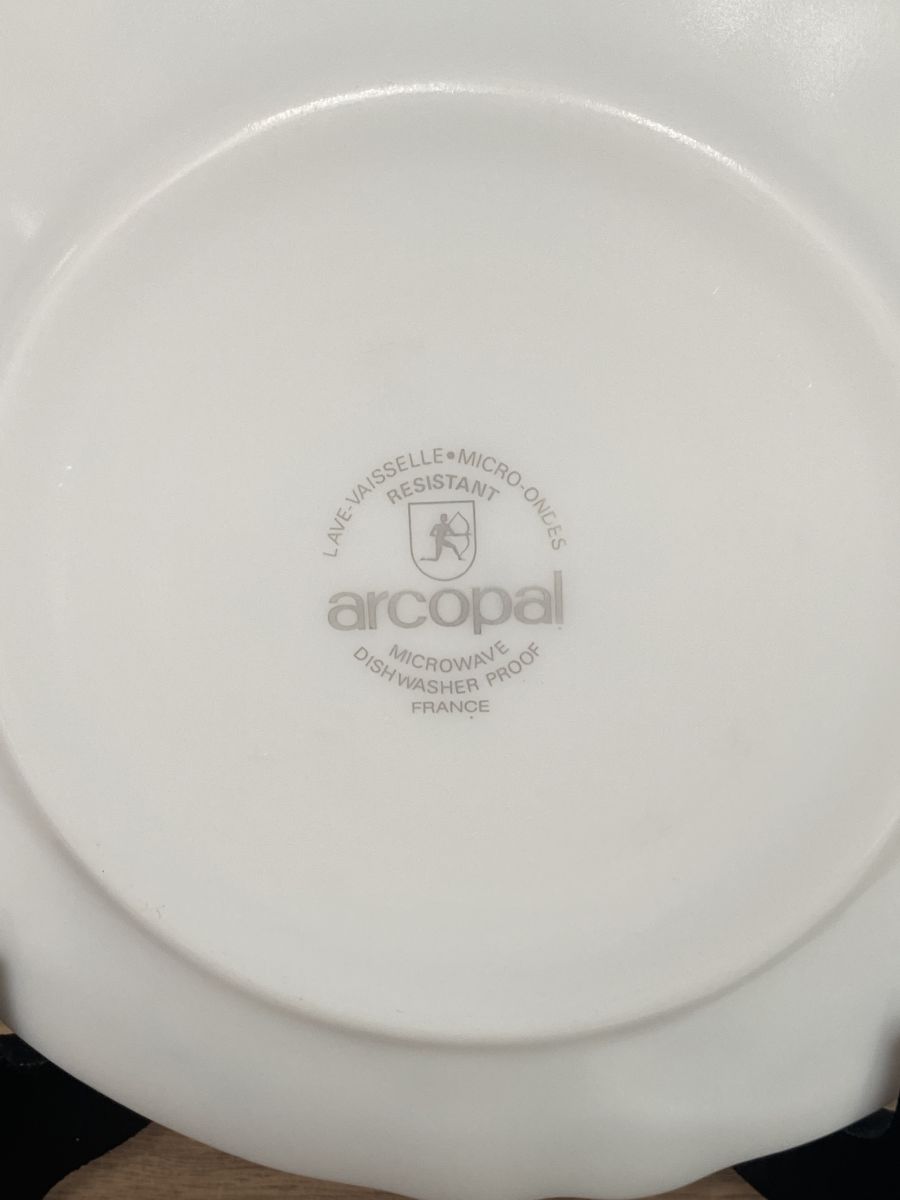 LAVE-VAISSELLE•MICRO-ONDES
RESISTANT
arcopal
MICROWAVE
DISHWASHER PROOF
FRANCE